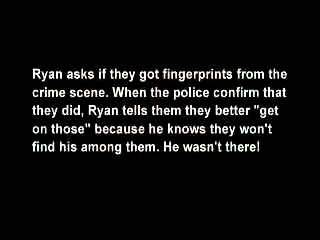 Ryan asks if they got fingerprints from the
crime scene. When the police confirm that
they did, Ryan tells them they better "get
on those" because he knows they won't
find his among them. He wasn't there!